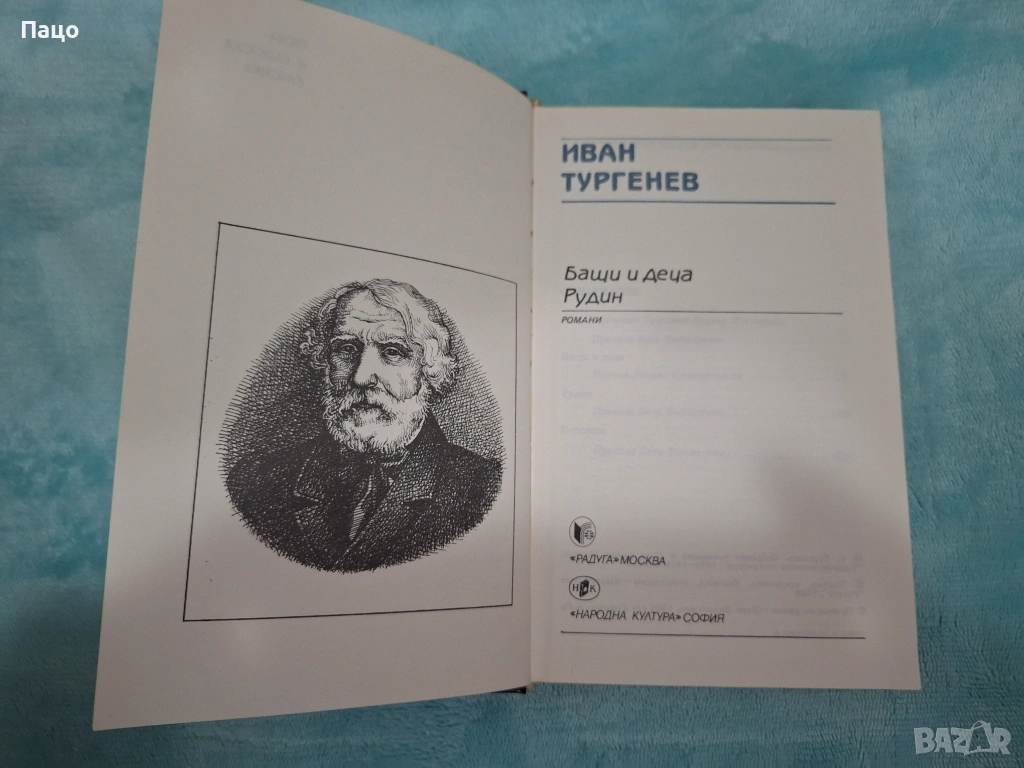 Пацо
ИВАН
ТУРГЕНЕВ
Бащи и деца
Рудин
РОМАНИ
«РАДУГА» МОСКВА
Н К
«НАРОДНА КУЛТУРА» СОФИЯ
BAZAR